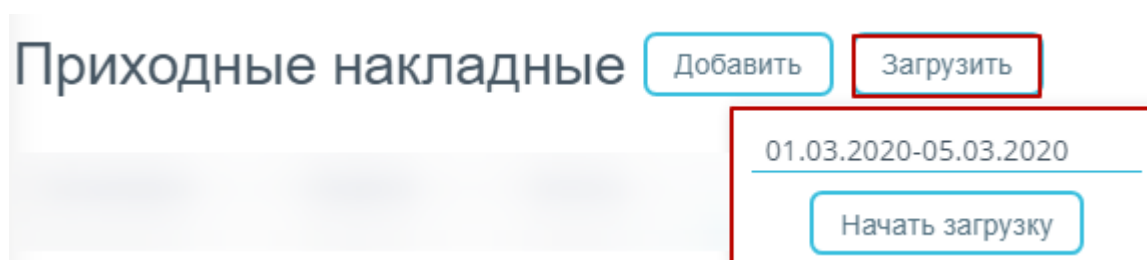 Приходные накладные Добавить Загрузить
01.03.2020-05.03.2020
Начать загрузку